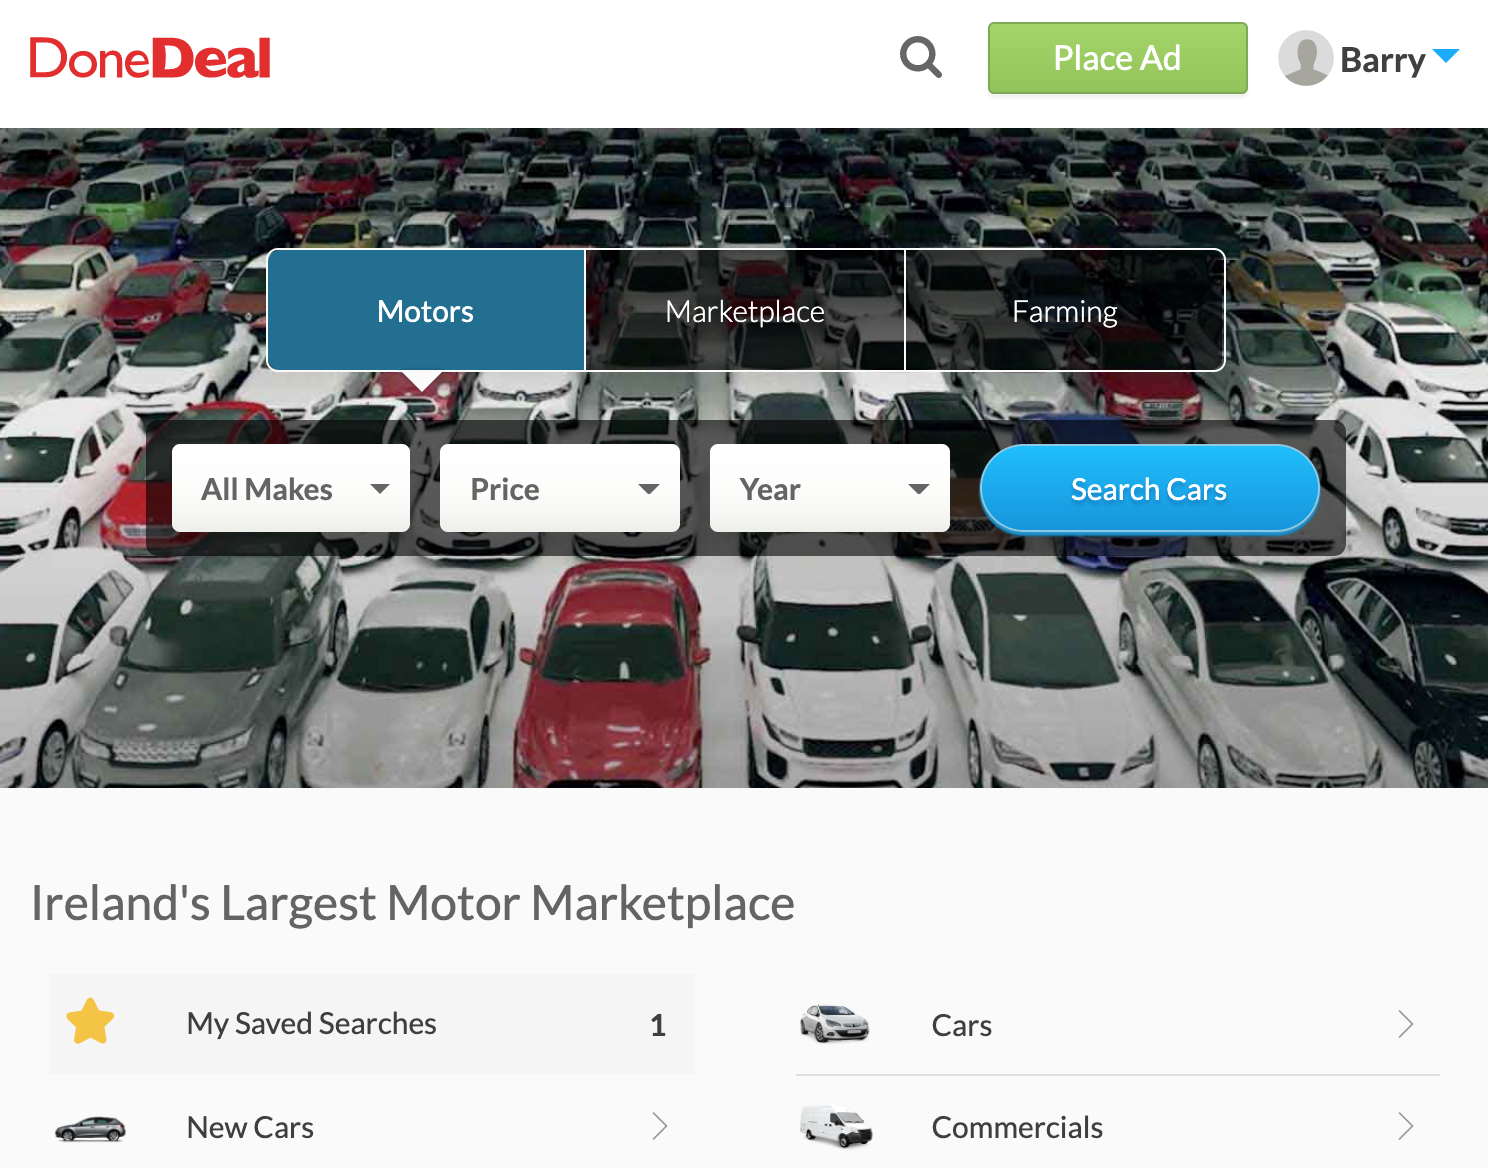 DoneDeal
Place Ad
Barry
Motors
Marketplace
Farming
All Makes
Price
Year
Search Cars
Ireland's Largest Motor Marketplace
My Saved Searches 1
Cars
New Cars
Commercials